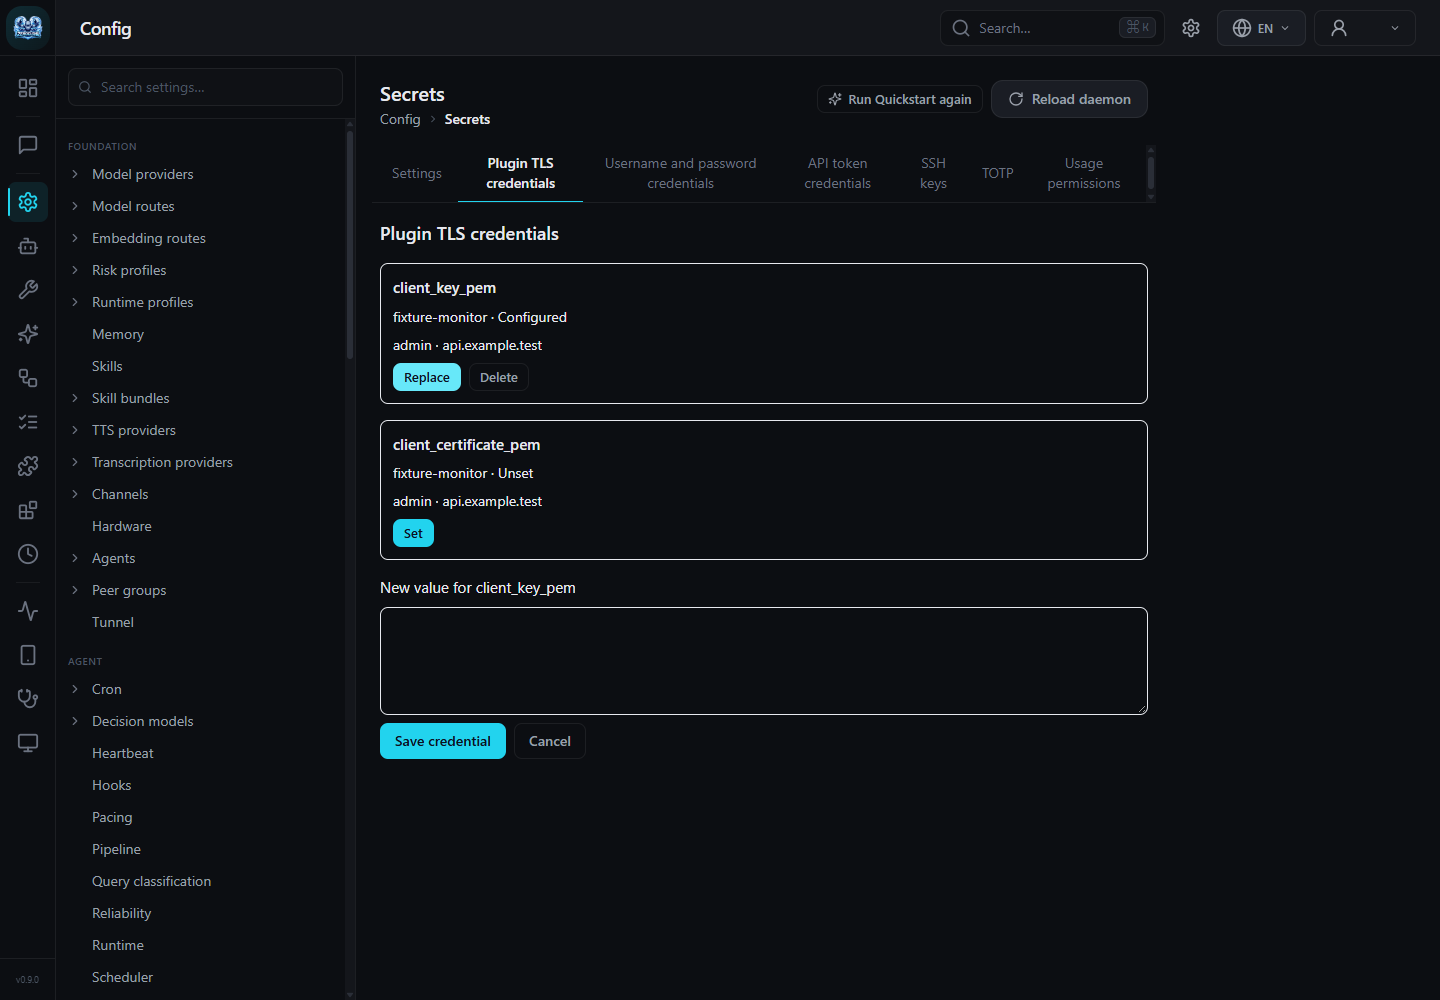 Config
Search...
⌘ K
EN
Search settings...
FOUNDATION
Model providers
Model routes
Embedding routes
Risk profiles
Runtime profiles
Memory
Skills
Skill bundles
TTS providers
Transcription providers
Channels
Hardware
Agents
Peer groups
Tunnel
AGENT
Cron
Decision models
Heartbeat
Hooks
Pacing
Pipeline
Query classification
Reliability
Runtime
Scheduler
v0.9.0
Secrets
Config > Secrets
Run Quickstart again
Reload daemon
Settings
Plugin TLS
credentials
Username and password
credentials
API token
credentials
SSH
keys
TOTP
Usage
permissions
Plugin TLS credentials
client_key_pem
fixture-monitor · Configured
admin · api.example.test
Replace
Delete
client_certificate_pem
fixture-monitor · Unset
admin · api.example.test
Set
New value for client_key_pem
Save credential
Cancel